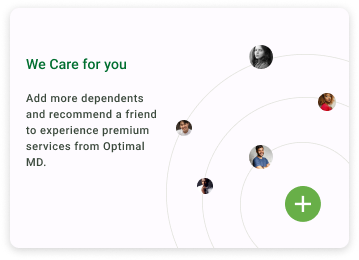 We Care for you
Add more dependents
and recommend a friend
to experience premium
services from Optimal
MD.